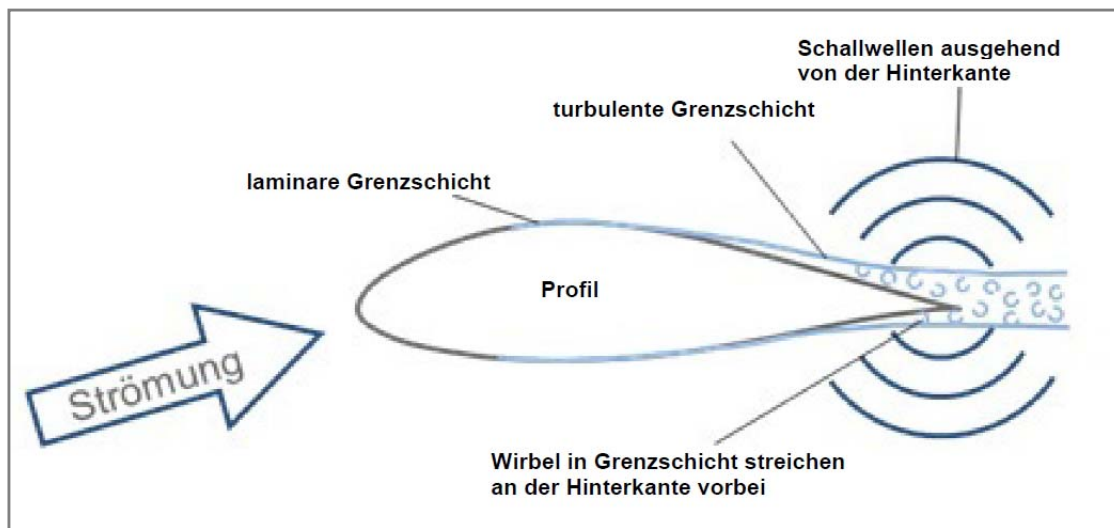 Schallwellen ausgehend
von der Hinterkante
turbulente Grenzschicht
laminare Grenzschicht
Profil
Strömung
Wirbel in Grenzschicht streichen
an der Hinterkante vorbei